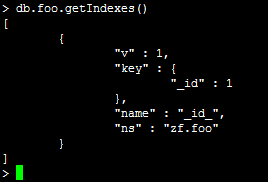 > db.foo.getIndexes()
[
        {
                "v" : 1,
                "key" : {
                        "_id" : 1
                },
                "name" : "_id_",
                "ns" : "zf.foo"
        }
]
>